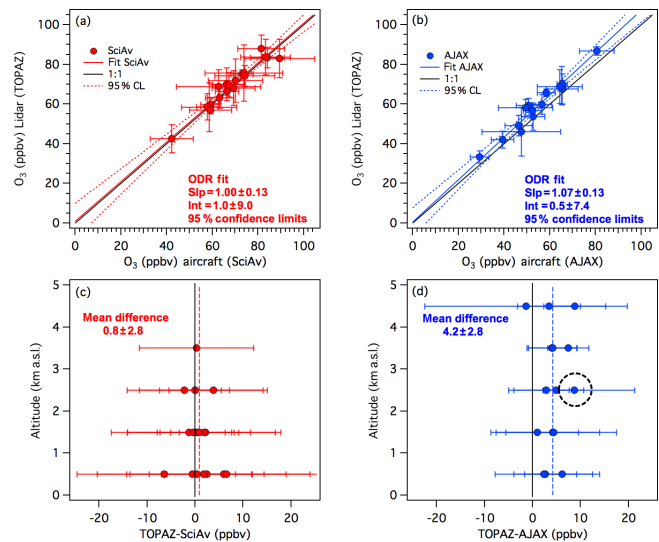 (a)
SciAv
Fit SciAv
1:1
95% CL
ODR fit
Slp=1.00±0.13
Int=1.0±9.0
95% confidence limits
O3 (ppbv) Lidar (TOPAZ)
100
80
60
40
20
0
0 20 40 60 80 100
O3 (ppbv) aircraft (SciAv)
(b)
AJAX
Fit AJAX
1:1
95% CL
ODR fit
Slp=1.07±0.13
Int=0.5±7.4
95% confidence limits
O3 (ppbv) Lidar (TOPAZ)
100
80
60
40
20
0
0 20 40 60 80 100
O3 (ppbv) aircraft (AJAX)
(c)
Mean difference
0.8±2.8
Altitude (km a.s.l.)
5
4
3
2
1
0
-20 -10 0 10 20
TOPAZ-SciAv (ppbv)
(d)
Mean difference
4.2±2.8
Altitude (km a.s.l.)
5
4
3
2
1
0
-20 -10 0 10 20
TOPAZ-AJAX (ppbv)